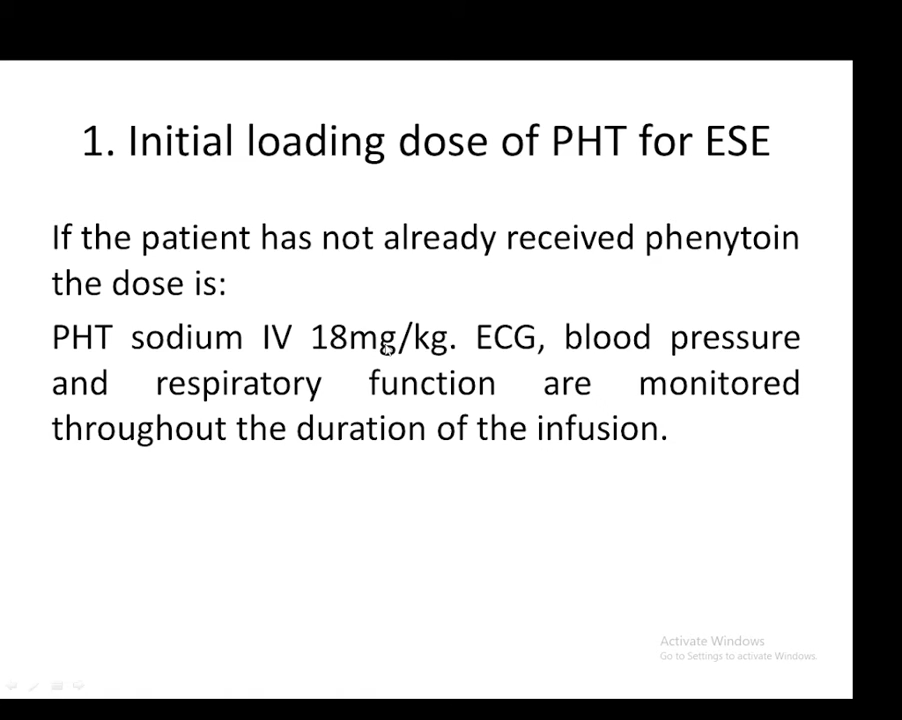 1. Initial loading dose of PHT for ESE
If the patient has not already received phenytoin
the dose is:
PHT sodium IV 18mg/kg. ECG, blood pressure
and respiratory function are monitored
throughout the duration of the infusion.
Activate Windows
Go to Settings to activate Windows.